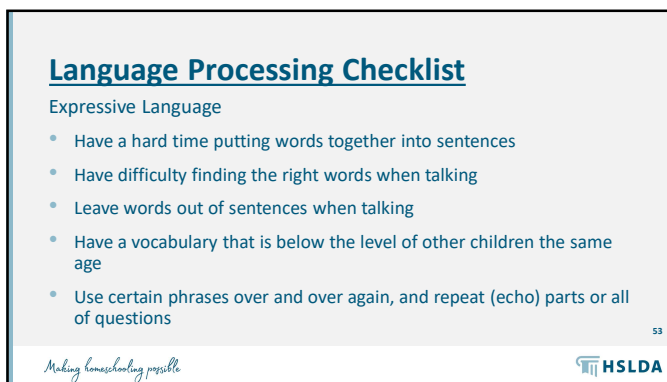 Language Processing Checklist
Expressive Language
• Have a hard time putting words together into sentences
• Have difficulty finding the right words when talking
• Leave words out of sentences when talking
• Have a vocabulary that is below the level of other children the same
age
• Use certain phrases over and over again, and repeat (echo) parts or all
of questions
53
Making homeschooling possible
HSLDA